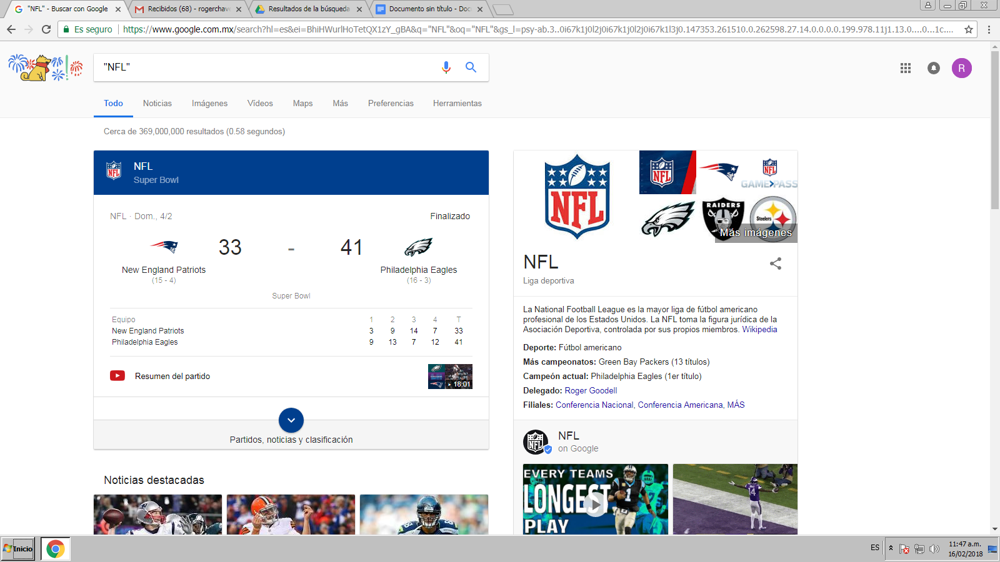 "NFL" - Buscar con Google
Recibidos (68) - rogerchave
Resultados de la búsqueda
Documento sin título - Doc
Es seguro
https://www.google.com.mx/search?hl=es&ei=BhiHWurlHoTetQX1zY_gBA&q="NFL"&oq="NFL"&gs_l=psy-ab.3..0i67k1j0l2j0i67k1j0l2j0i67k1l3j0.147353.261510.0.262598.27.14.0.0.0.0.199.978.11j1.13.0....0...1c....
"NFL"
R
Todo
Noticias
Imágenes
Vídeos
Maps
Más
Preferencias
Herramientas
Cerca de 369,000,000 resultados (0.58 segundos)
NFL
NFL
Super Bowl
NFL · Dom., 4/2
Finalizado
33 - 41
New England Patriots
Philadelphia Eagles
(15 - 4)
(16 - 3)
Super Bowl
Equipo 1 2 3 4 T
New England Patriots 3 9 14 7 33
Philadelphia Eagles 9 13 7 12 41
Resumen del partido
18:01
Partidos, noticias y clasificación
Noticias destacadas
NFL
NFL
NFL
GAMEPASS
RAIDERS
Steelers
Más imágenes
NFL
Liga deportiva
La National Football League es la mayor liga de fútbol americano
profesional de los Estados Unidos. La NFL toma la figura jurídica de la
Asociación Deportiva, controlada por sus propios miembros. Wikipedia
Deporte: Fútbol americano
Más campeonatos: Green Bay Packers (13 títulos)
Campeón actual: Philadelphia Eagles (1er título)
Delegado: Roger Goodell
Filiales: Conferencia Nacional, Conferencia Americana, MÁS
NFL
NFL
on Google
EVERY TEAMS
LONGEST
PLAY
1
14
Inicio
ES
11:47 a.m.
16/02/2018